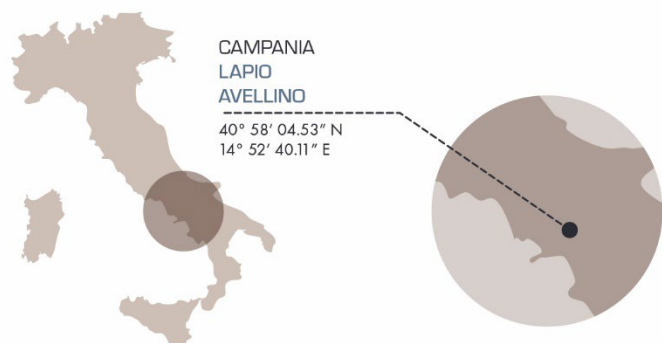 CAMPANIA
LAPIO
AVELLINO
40° 58’ 04.53” N
14° 52’ 40.11” E